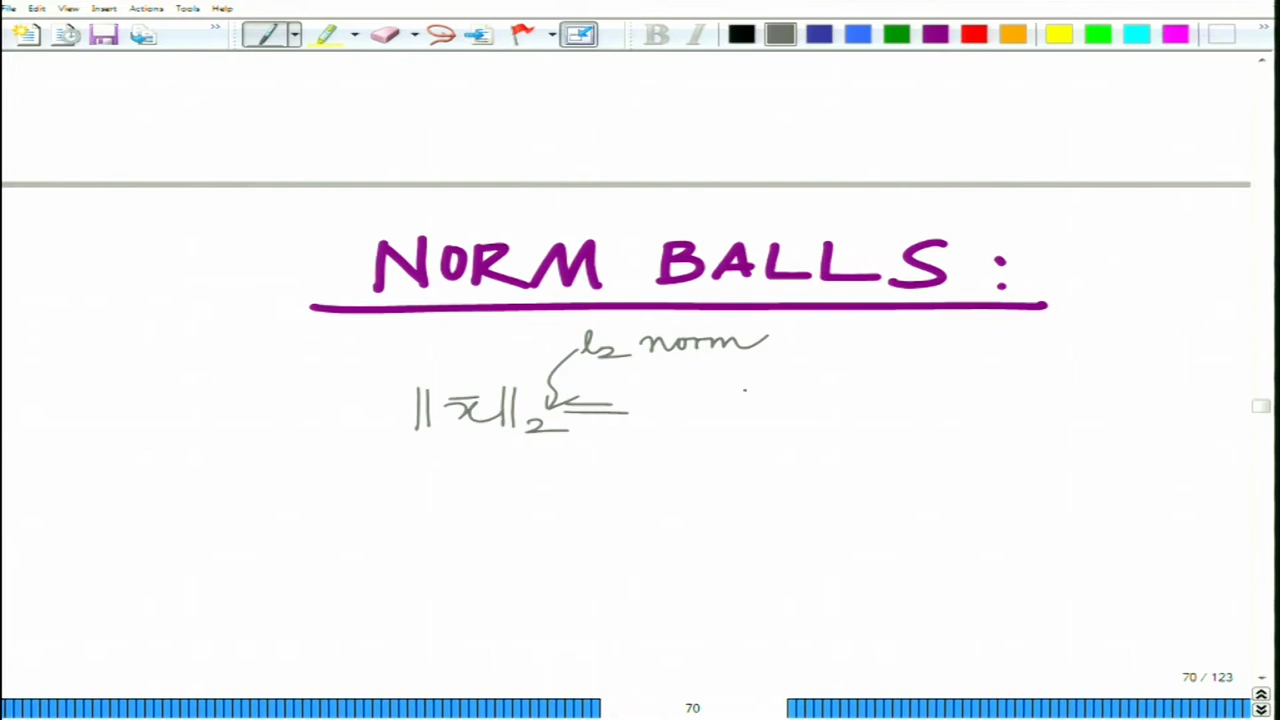 File Edit View Insert Actions Tools Help
B I
NORM BALLS:
l₂ norm
‖x̄‖₂ =
70 / 123
70